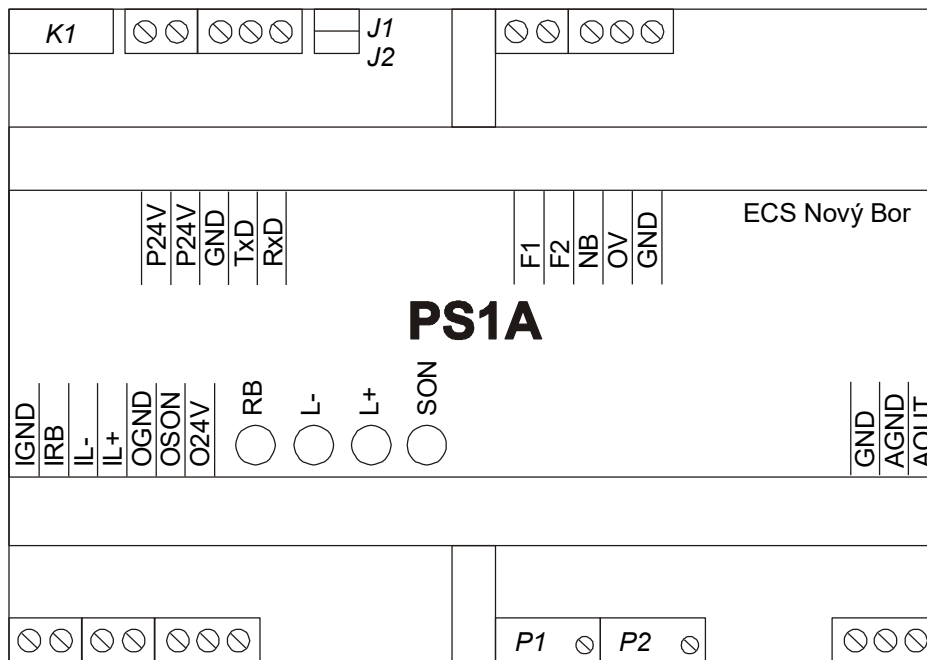 K1
J1
J2
P24V
P24V
GND
TxD
RxD
F1
F2
NB
OV
GND
ECS Nový Bor
PS1A
IGND
IRB
IL-
IL+
OGND
OSON
O24V
RB
L-
L+
SON
GND
AGND
AOUT
P1
P2